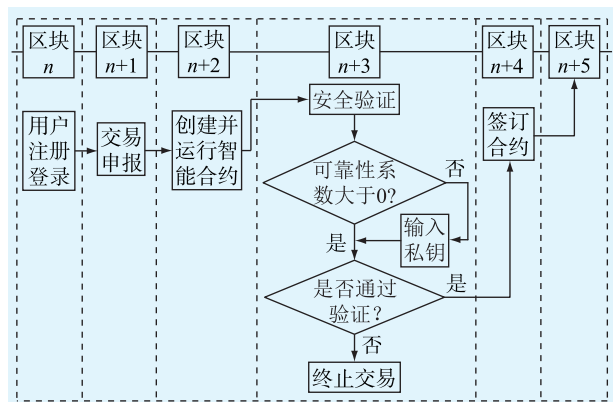 区块
n
区块
n+1
区块
n+2
区块
n+3
区块
n+4
区块
n+5
用户
注册
登录
交易
申报
创建并
运行智
能合约
安全验证
可靠性系
数大于0?
否
是
输入
私钥
是否通过
验证?
是
否
终止交易
签订
合约